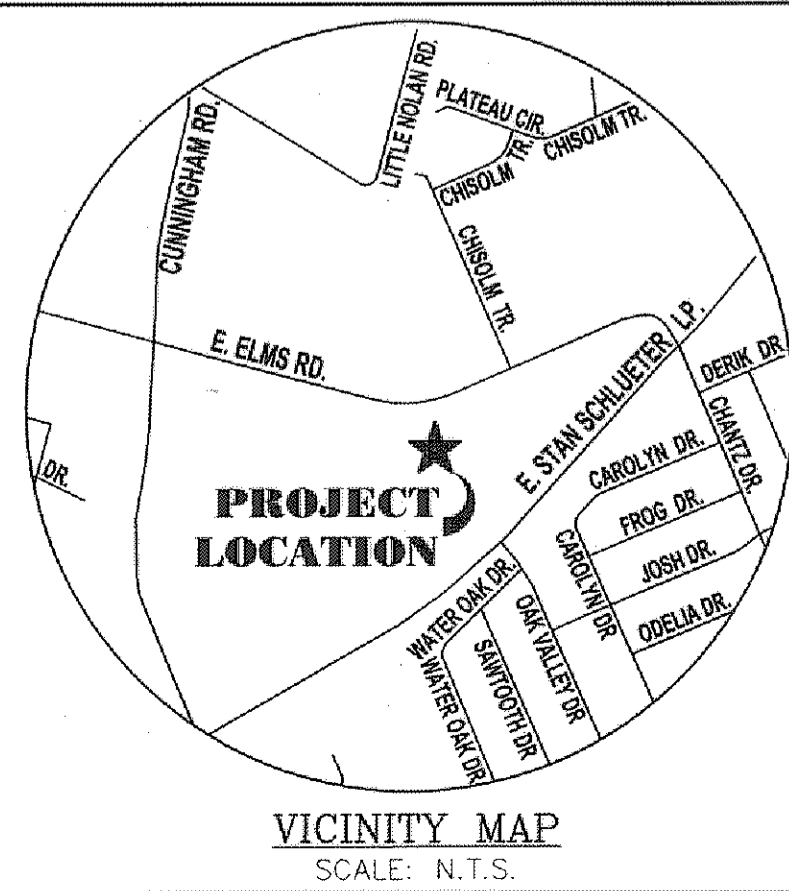 LITTLE NOLAN RD.
PLATEAU CIR.
CHISOLM TR.
CHISOLM TR.
CUNNINGHAM RD.
CHISOLM TR.
E. ELMS RD.
E. STAN SCHLUETER LP.
DERIK DR
CHANTZ DR.
CAROLYN DR.
FROG DR.
DR.
PROJECT
LOCATION
JOSH DR.
CAROLYN DR
ODELIA DR.
WATER OAK DR.
OAK VALLEY DR
SAWTOOTH DR
WATER OAK DR
VICINITY MAP
SCALE: N.T.S.